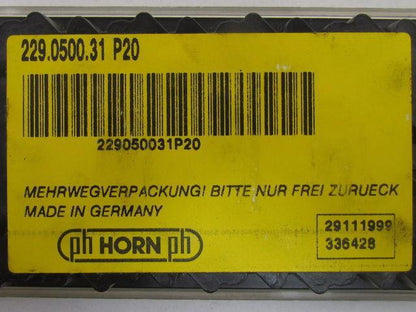 229.0500.31 P20
229050031P20
MEHRWEGVERPACKUNG! BITTE NUR FREI ZURUECK
MADE IN GERMANY
ph HORN ph
29111999
336428